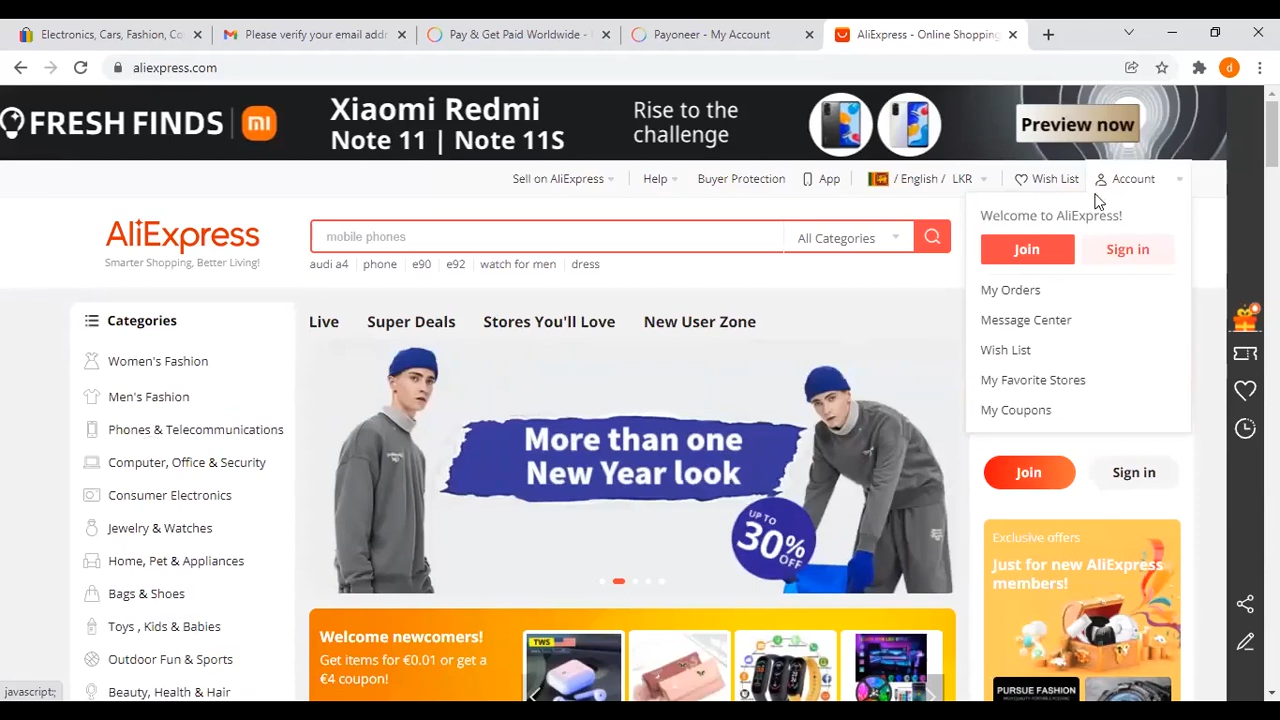 Electronics, Cars, Fashion, Co
Please verify your email addr
Pay & Get Paid Worldwide -
Payoneer - My Account
AliExpress - Online Shopping
aliexpress.com
d
FRESH FINDS
Xiaomi Redmi
Note 11 | Note 11S
Rise to the
challenge
Preview now
Sell on AliExpress
Help
Buyer Protection
App
/ English / LKR
Wish List
Account
AliExpress
Smarter Shopping, Better Living!
mobile phones
All Categories
audi a4
phone
e90
e92
watch for men
dress
Welcome to AliExpress!
Join
Sign in
My Orders
Message Center
Wish List
My Favorite Stores
My Coupons
Categories
Women's Fashion
Men's Fashion
Phones & Telecommunications
Computer, Office & Security
Consumer Electronics
Jewelry & Watches
Home, Pet & Appliances
Bags & Shoes
Toys , Kids & Babies
Outdoor Fun & Sports
Beauty, Health & Hair
Live
Super Deals
Stores You'll Love
New User Zone
More than one
New Year look
UP TO
30%
OFF
Welcome newcomers!
Get items for €0.01 or get a
€4 coupon!
TWS
Join
Sign in
Exclusive offers
Just for new AliExpress
members!
PURSUE FASHION
javascript:;